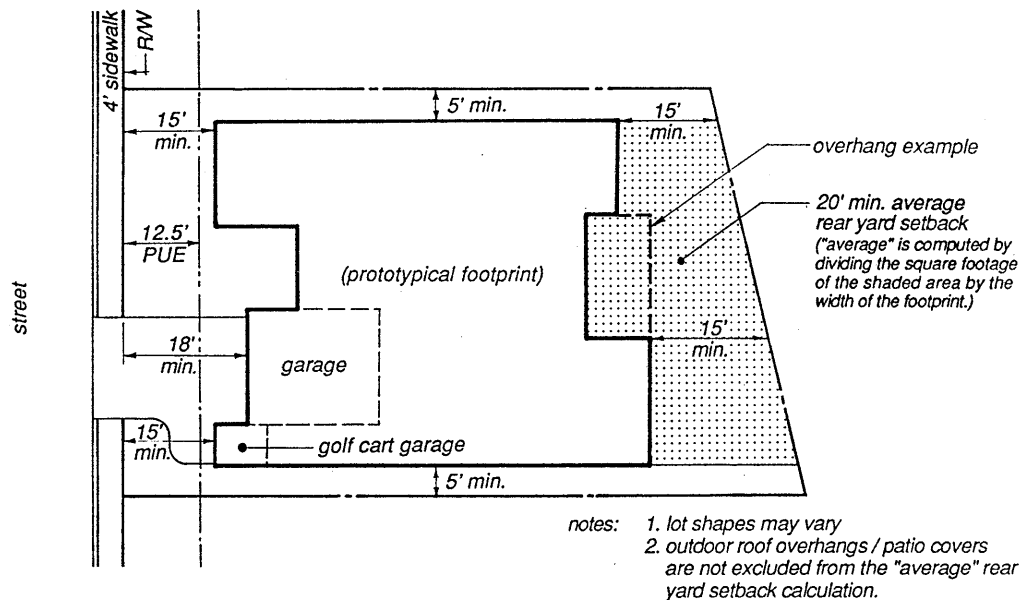 4' sidewalk
R/W
5' min.
15'
min.
15'
min.
overhang example
20' min. average
rear yard setback
("average" is computed by
dividing the square footage
of the shaded area by the
width of the footprint.)
12.5'
PUE
(prototypical footprint)
street
18'
min.
garage
15'
min.
15'
min.
golf cart garage
5' min.
notes: 1. lot shapes may vary
2. outdoor roof overhangs / patio covers
are not excluded from the "average" rear
yard setback calculation.